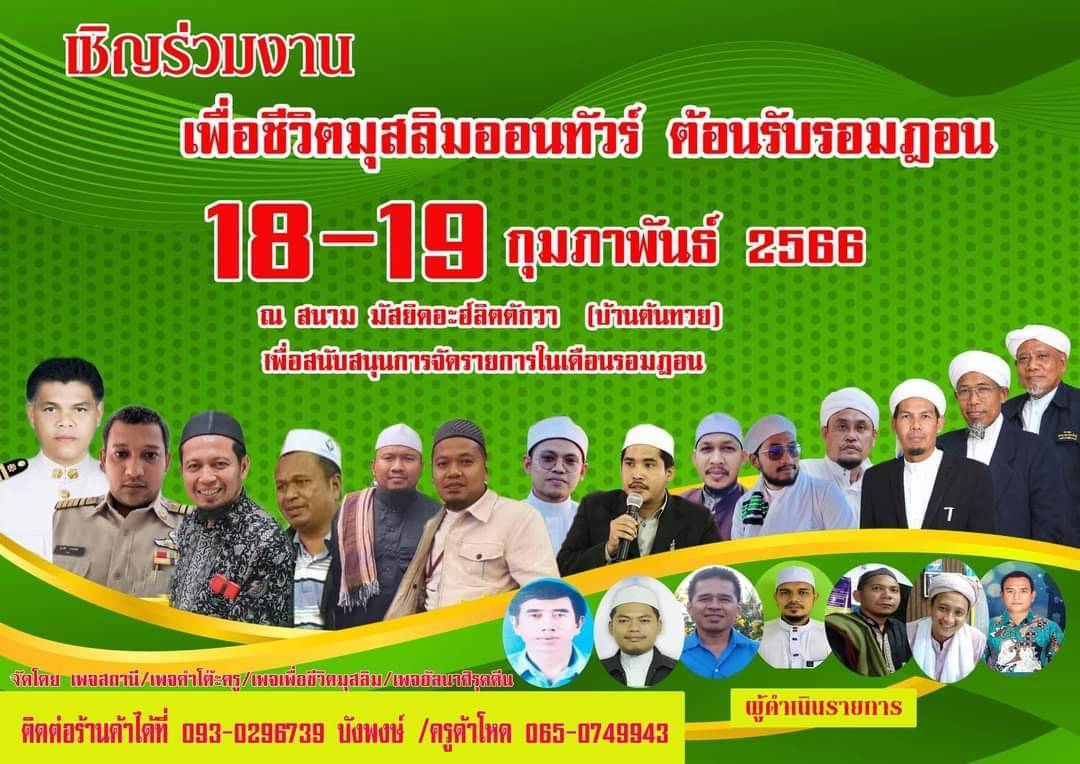 เชิญร่วมงาน
เพื่อชีวิตมุสลิมออนทัวร์ ต้อนรับรอมฎอน
18-19 กุมภาพันธ์ 2566
ณ สนาม มัสยิดอะฮ์ลิตตักวา (บ้านต้นทวย)
เพื่อสนับสนุนการจัดรายการในเดือนรอมฎอน
จัดโดย เพจสถานี/เพจคำโต๊ะครู/เพจเพื่อชีวิตมุสลิม/เพจอัลนาศิรุดดีน
ผู้ดำเนินรายการ
ติดต่อร้านค้าได้ที่ 093-0296739 บังพงษ์ /ครูด้าโหด 065-0749943